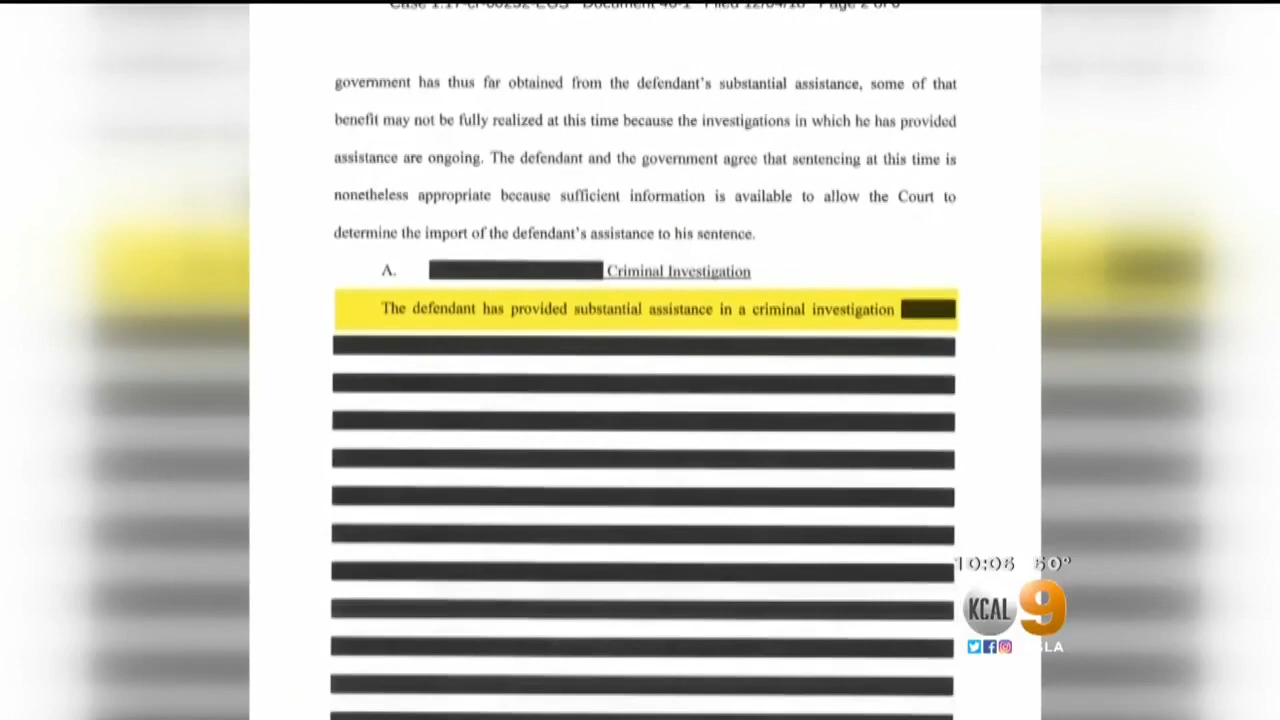 government has thus far obtained from the defendant's substantial assistance, some of that
benefit may not be fully realized at this time because the investigations in which he has provided
assistance are ongoing. The defendant and the government agree that sentencing at this time is
nonetheless appropriate because sufficient information is available to allow the Court to
determine the import of the defendant's assistance to his sentence.
A. Criminal Investigation
The defendant has provided substantial assistance in a criminal investigation
50°
KCAL 9